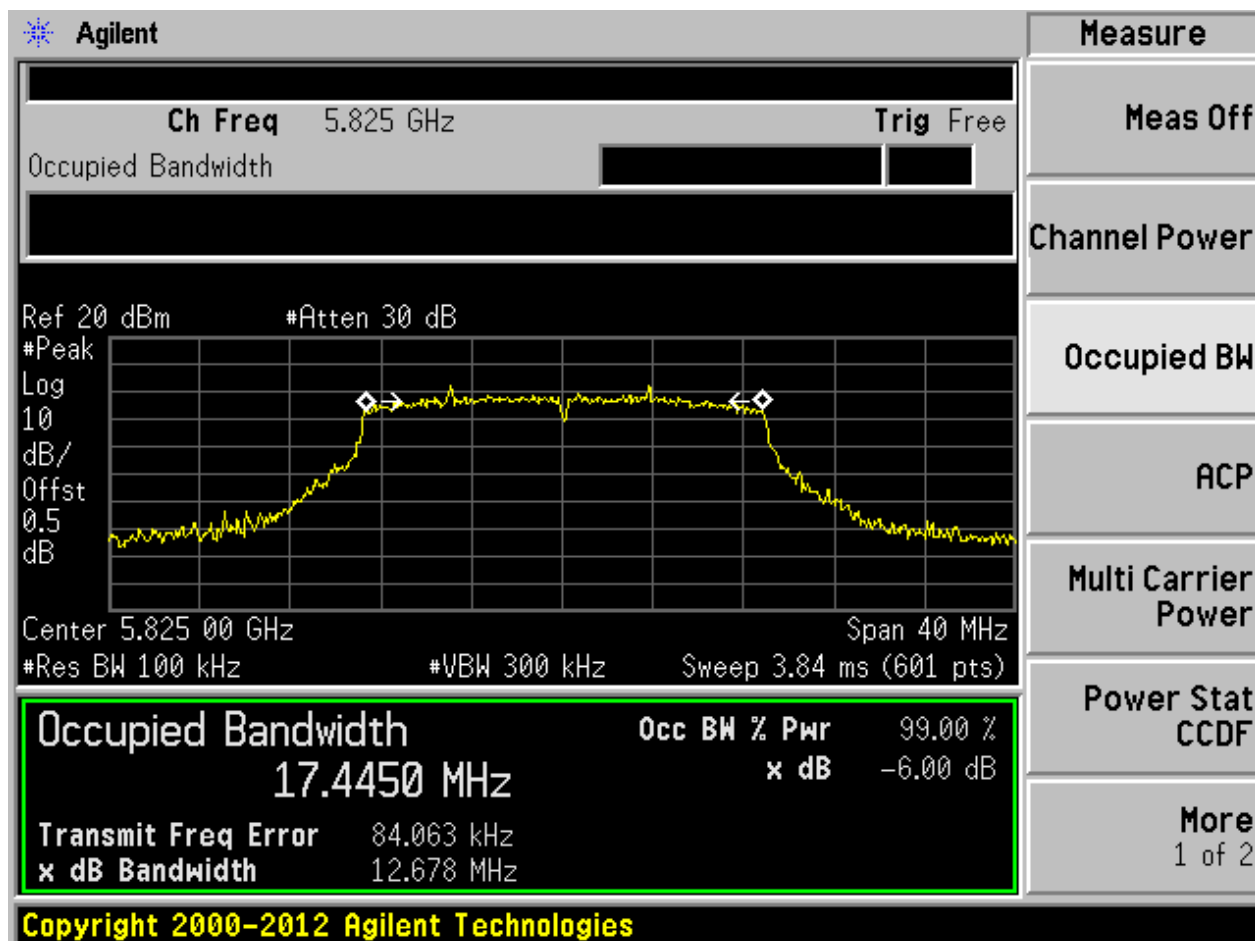 Agilent
Measure
Ch Freq 5.825 GHz Trig Free
Occupied Bandwidth
Meas Off
Channel Power
Occupied BW
ACP
Multi Carrier
Power
Power Stat
CCDF
More
1 of 2
Ref 20 dBm #Atten 30 dB
#Peak
Log
10
dB/
Offst
0.5
dB
Center 5.825 00 GHz Span 40 MHz
#Res BW 100 kHz #VBW 300 kHz Sweep 3.84 ms (601 pts)
Occupied Bandwidth Occ BW % Pwr 99.00 %
17.4450 MHz x dB -6.00 dB
Transmit Freq Error 84.063 kHz
x dB Bandwidth 12.678 MHz
Copyright 2000-2012 Agilent Technologies